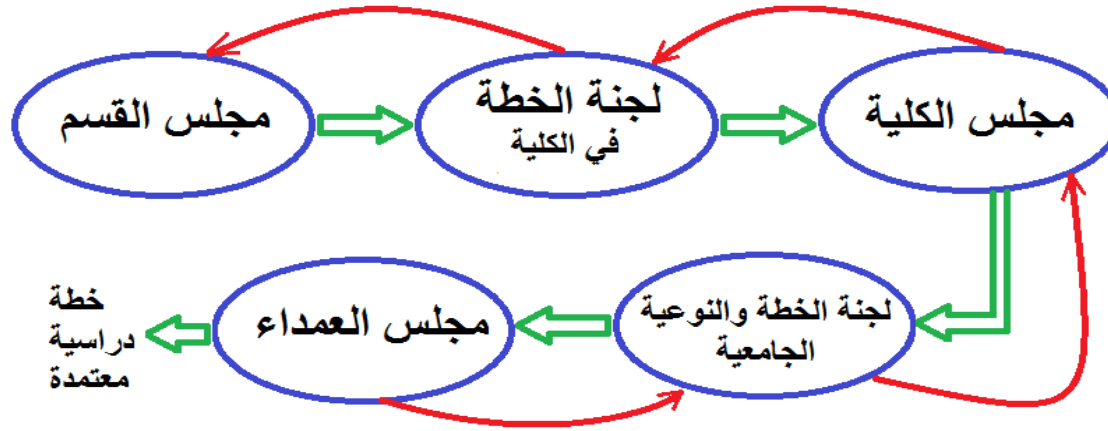 مجلس القسم
لجنة الخطة
في الكلية
مجلس الكلية
لجنة الخطة والنوعية
الجامعية
مجلس العمداء
خطة
دراسية
معتمدة